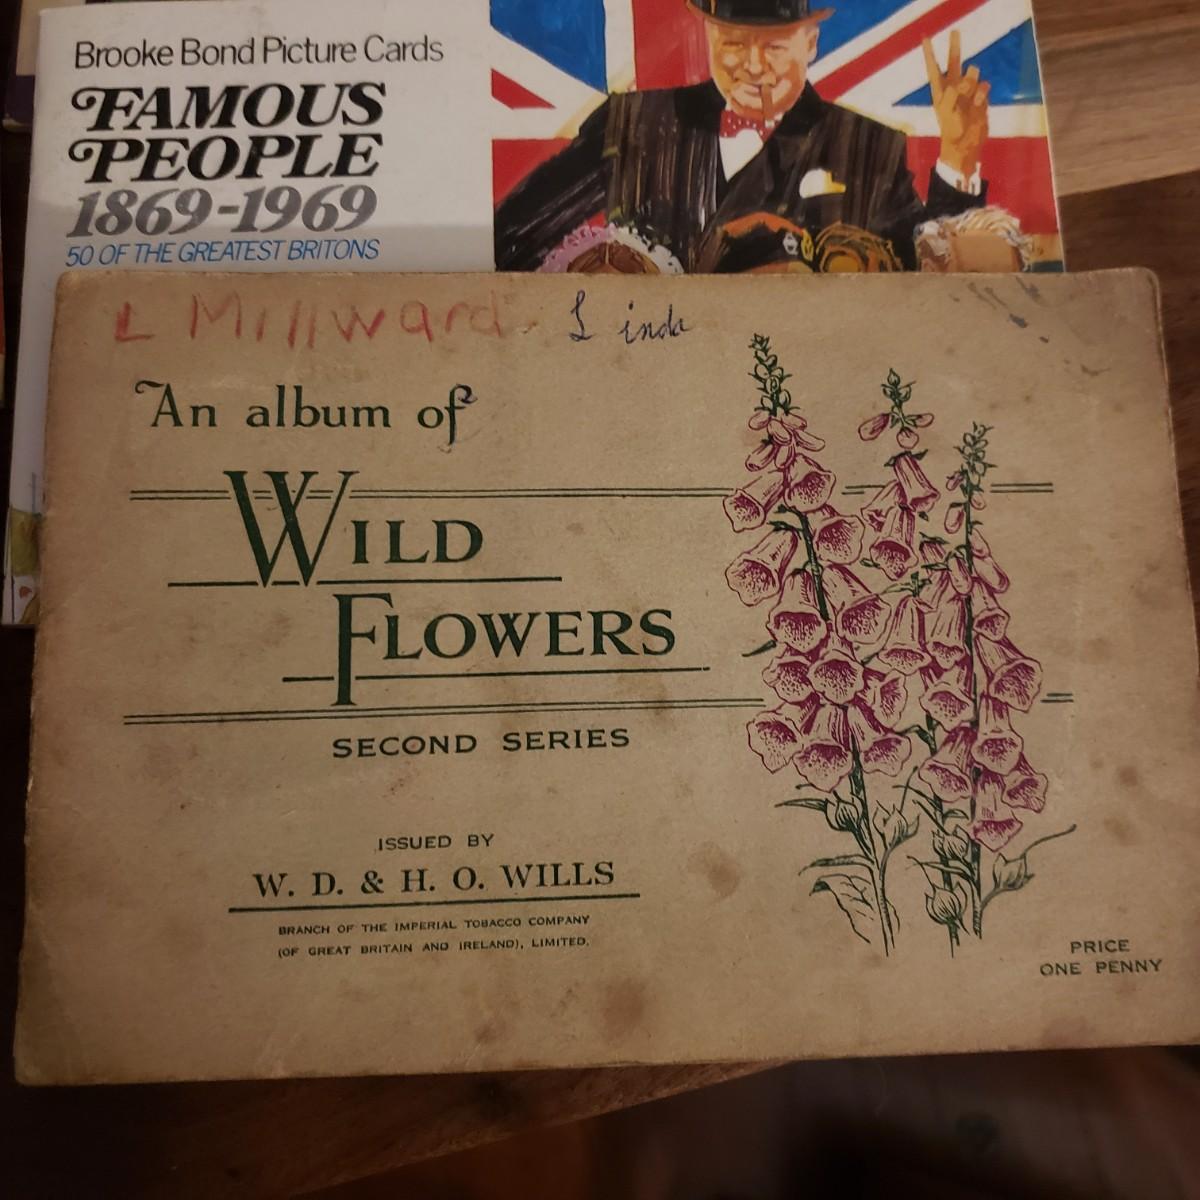 Brooke Bond Picture Cards
FAMOUS
PEOPLE
1869-1969
50 OF THE GREATEST BRITONS
L Millward. Linda
An album of
WILD
FLOWERS
SECOND SERIES
ISSUED BY
W. D. & H. O. WILLS
BRANCH OF THE IMPERIAL TOBACCO COMPANY
(OF GREAT BRITAIN AND IRELAND), LIMITED.
PRICE
ONE PENNY